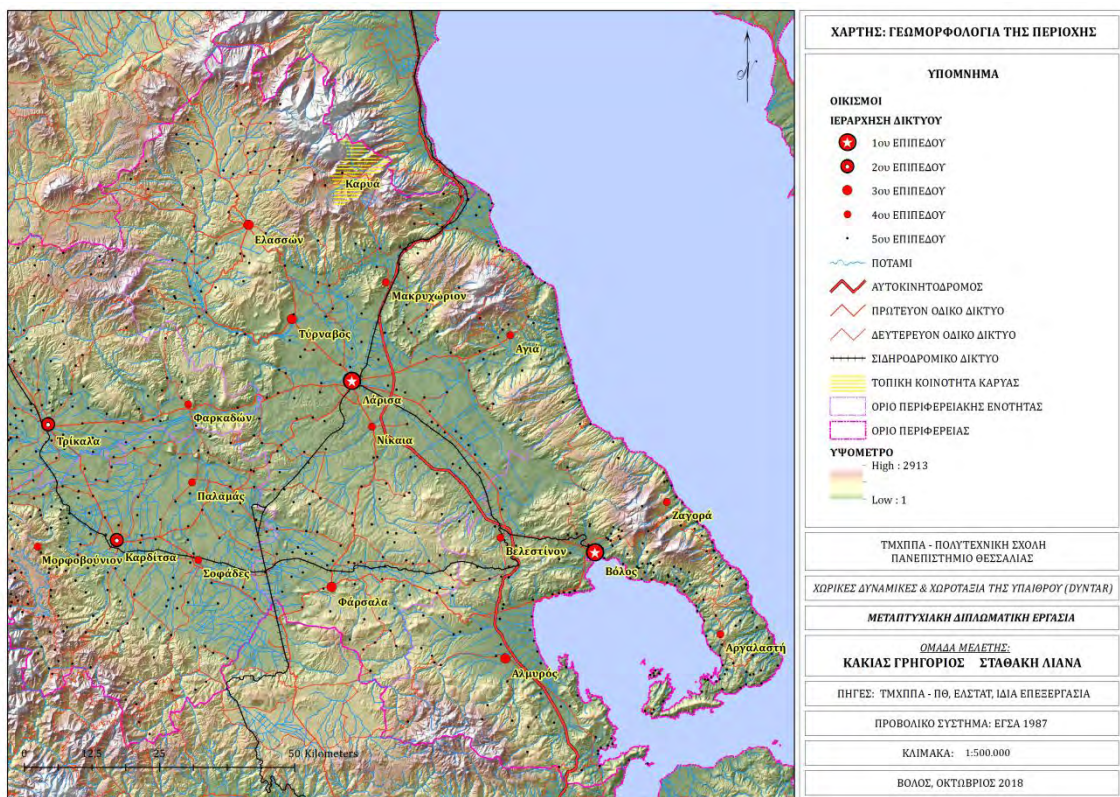 Καρυά
Ελασσών
Μακρυχώριον
Τύρναβος
Αγιά
Λάρισα
Φαρκαδών
Τρίκαλα
Νίκαια
Παλαμάς
Ζαγορά
Βελεστίνον
Μορφοβούνιον
Καρδίτσα
Βόλος
Σοφάδες
Φάρσαλα
Αργαλαστή
Αλμυρός
0 12.5 25 50 Kilometers
N
ΧΑΡΤΗΣ: ΓΕΩΜΟΡΦΟΛΟΓΙΑ ΤΗΣ ΠΕΡΙΟΧΗΣ
ΥΠΟΜΝΗΜΑ
ΟΙΚΙΣΜΟΙ
ΙΕΡΑΡΧΗΣΗ ΔΙΚΤΥΟΥ
1ου ΕΠΙΠΕΔΟΥ
2ου ΕΠΙΠΕΔΟΥ
3ου ΕΠΙΠΕΔΟΥ
4ου ΕΠΙΠΕΔΟΥ
5ου ΕΠΙΠΕΔΟΥ
ΠΟΤΑΜΙ
ΑΥΤΟΚΙΝΗΤΟΔΡΟΜΟΣ
ΠΡΩΤΕΥΟΝ ΟΔΙΚΟ ΔΙΚΤΥΟ
ΔΕΥΤΕΡΕΥΟΝ ΟΔΙΚΟ ΔΙΚΤΥΟ
ΣΙΔΗΡΟΔΡΟΜΙΚΟ ΔΙΚΤΥΟ
ΤΟΠΙΚΗ ΚΟΙΝΟΤΗΤΑ ΚΑΡΥΑΣ
ΟΡΙΟ ΠΕΡΙΦΕΡΕΙΑΚΗΣ ΕΝΟΤΗΤΑΣ
ΟΡΙΟ ΠΕΡΙΦΕΡΕΙΑΣ
ΥΨΟΜΕΤΡΟ
High : 2913
Low : 1
ΤΜΧΠΠΑ - ΠΟΛΥΤΕΧΝΙΚΗ ΣΧΟΛΗ
ΠΑΝΕΠΙΣΤΗΜΙΟ ΘΕΣΣΑΛΙΑΣ
ΧΩΡΙΚΕΣ ΔΥΝΑΜΙΚΕΣ & ΧΩΡΟΤΑΞΙΑ ΤΗΣ ΥΠΑΙΘΡΟΥ (DYNTAR)
ΜΕΤΑΠΤΥΧΙΑΚΗ ΔΙΠΛΩΜΑΤΙΚΗ ΕΡΓΑΣΙΑ
ΟΜΑΔΑ ΜΕΛΕΤΗΣ:
ΚΑΚΙΑΣ ΓΡΗΓΟΡΙΟΣ ΣΤΑΘΑΚΗ ΛΙΑΝΑ
ΠΗΓΕΣ: ΤΜΧΠΠΑ - ΠΘ, ΕΛΣΤΑΤ, ΙΔΙΑ ΕΠΕΞΕΡΓΑΣΙΑ
ΠΡΟΒΟΛΙΚΟ ΣΥΣΤΗΜΑ: ΕΓΣΑ 1987
ΚΛΙΜΑΚΑ: 1:500.000
ΒΟΛΟΣ, ΟΚΤΩΒΡΙΟΣ 2018